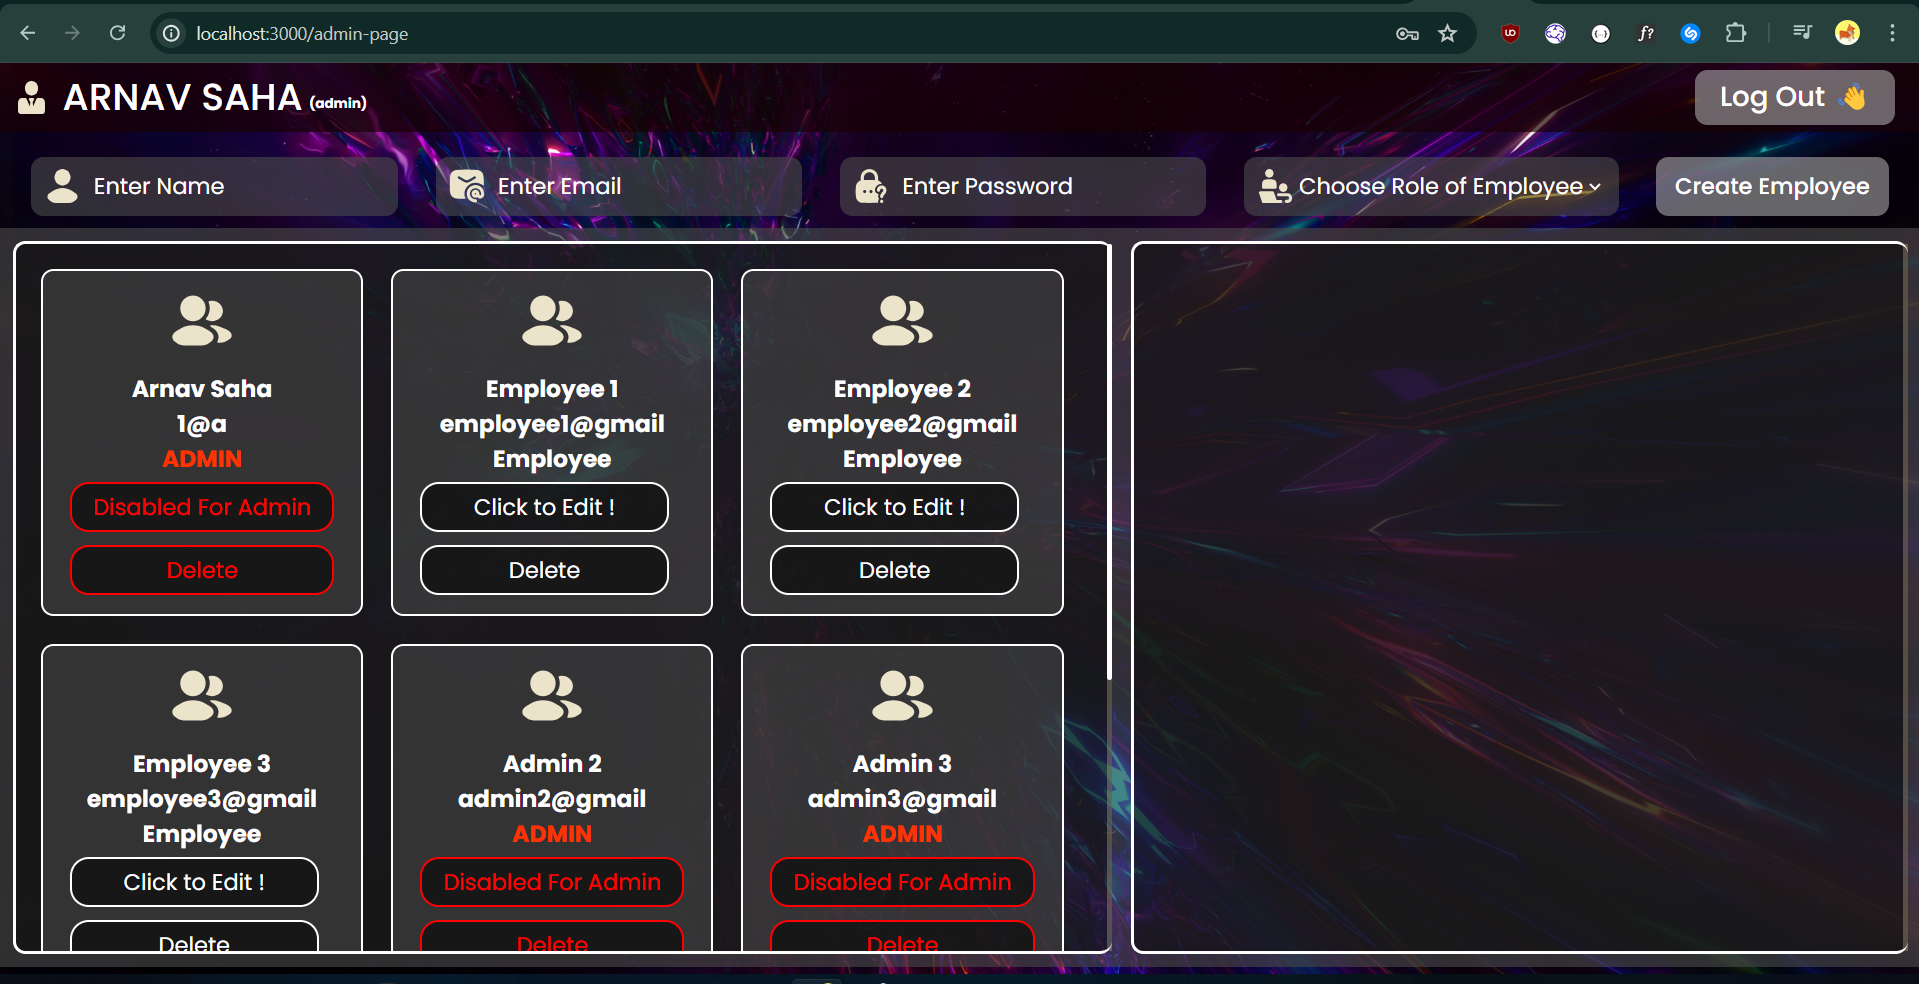 localhost:3000/admin-page
ARNAV SAHA (admin)
Log Out 👋
Enter Name
Enter Email
Enter Password
Choose Role of Employee
Create Employee
Arnav Saha
1@a
ADMIN
Disabled For Admin
Delete
Employee 1
employee1@gmail
Employee
Click to Edit !
Delete
Employee 2
employee2@gmail
Employee
Click to Edit !
Delete
Employee 3
employee3@gmail
Employee
Click to Edit !
Delete
Admin 2
admin2@gmail
ADMIN
Disabled For Admin
Delete
Admin 3
admin3@gmail
ADMIN
Disabled For Admin
Delete